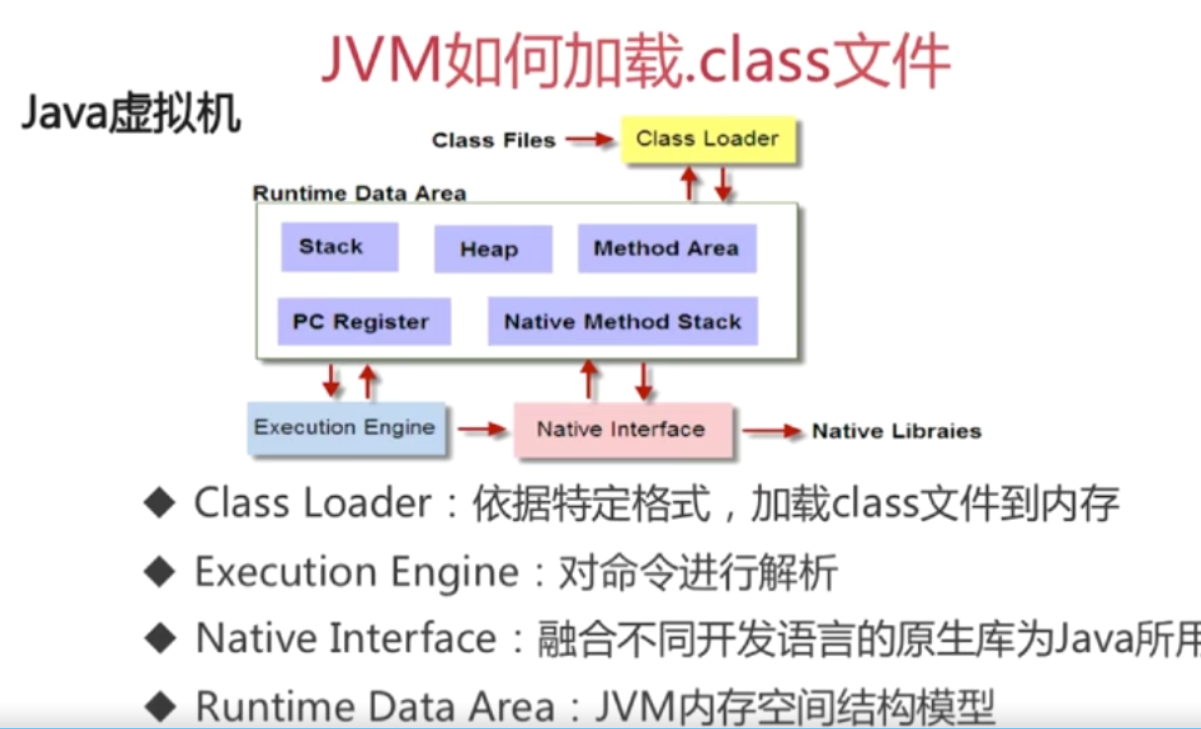 JVM如何加载.class文件
Java虚拟机
Class Files
Class Loader
Runtime Data Area
Stack
Heap
Method Area
PC Register
Native Method Stack
Execution Engine
Native Interface
Native Libraies
◆ Class Loader：依据特定格式，加载class文件到内存
◆ Execution Engine：对命令进行解析
◆ Native Interface：融合不同开发语言的原生库为Java所用
◆ Runtime Data Area：JVM内存空间结构模型